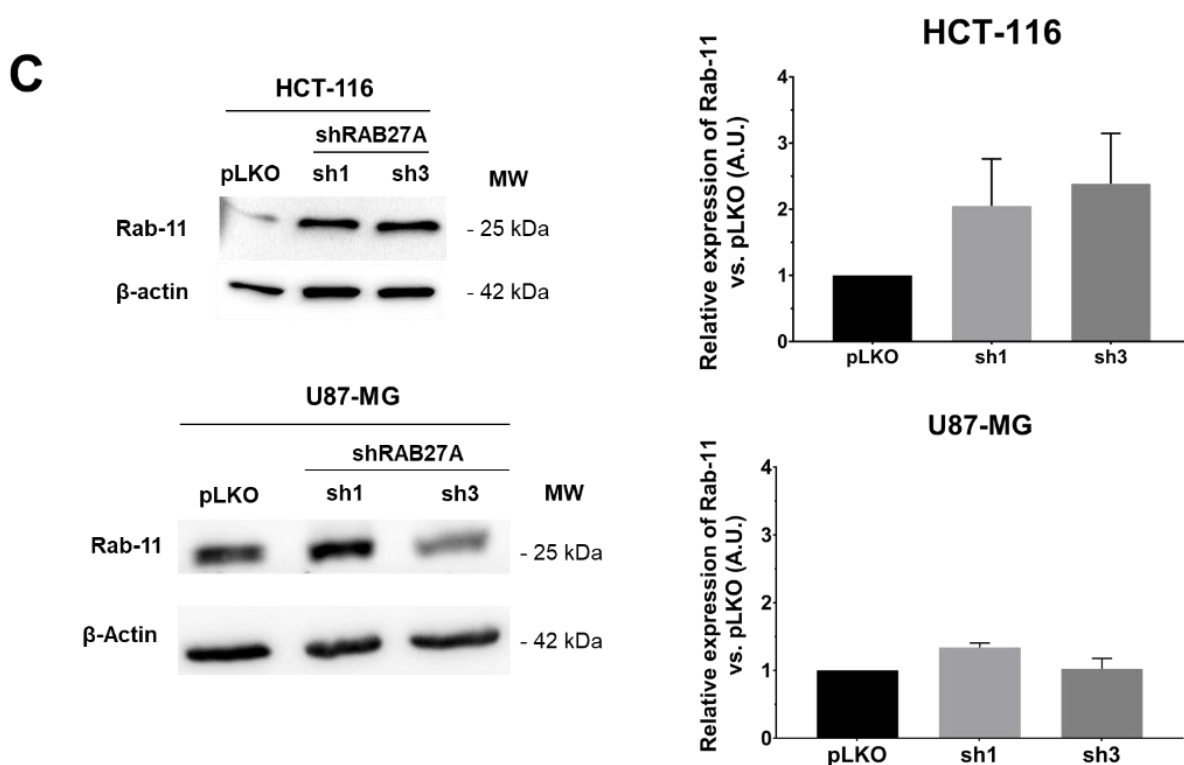 C
HCT-116
shRAB27A
pLKO sh1 sh3 MW
Rab-11 - 25 kDa
β-actin - 42 kDa
U87-MG
shRAB27A
pLKO sh1 sh3 MW
Rab-11 - 25 kDa
β-Actin - 42 kDa
HCT-116
Relative expression of Rab-11
vs. pLKO (A.U.)
4
3
2
1
0
pLKO sh1 sh3
U87-MG
Relative expression of Rab-11
vs. pLKO (A.U.)
4
3
2
1
0
pLKO sh1 sh3